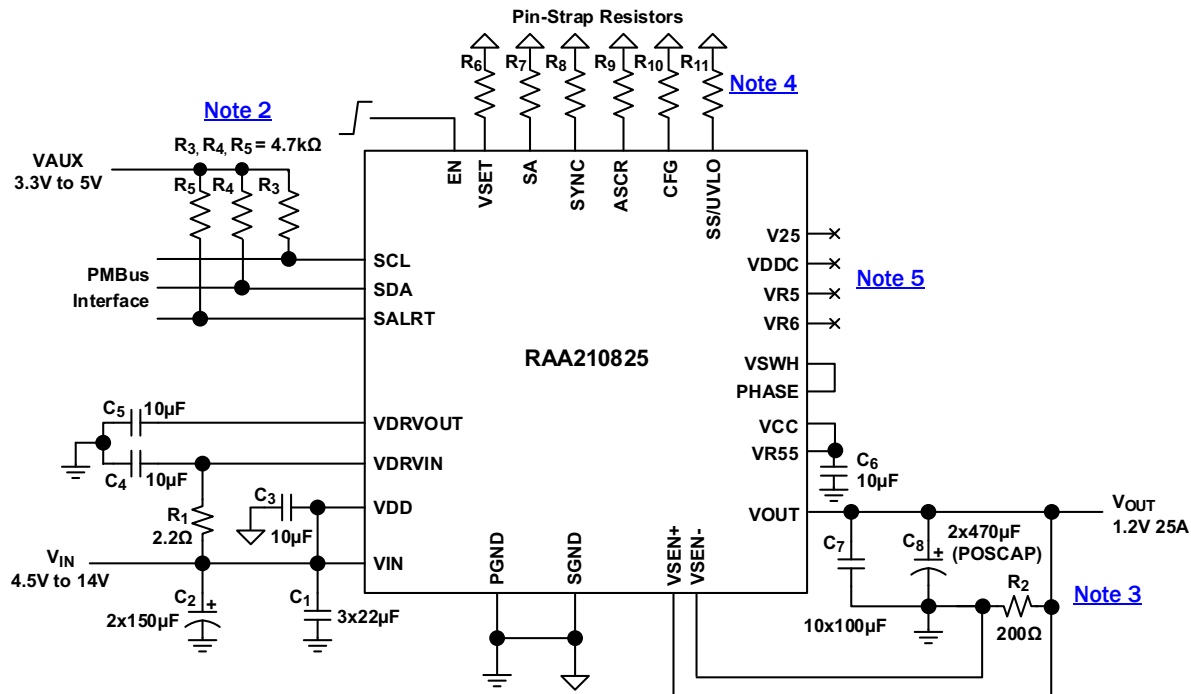 Pin-Strap Resistors
R6
R7
R8
R9
R10
R11
Note 4
Note 2
R3, R4, R5 = 4.7kΩ
VAUX
3.3V to 5V
R5
R4
R3
EN
VSET
SA
SYNC
ASCR
CFG
SS/UVLO
PMBus
Interface
SCL
SDA
SALRT
V25
VDDC
VR5
VR6
Note 5
RAA210825
VSWH
PHASE
C5
10µF
VDRVOUT
C4
10µF
VDRVIN
VCC
VR55
C6
10µF
R1
2.2Ω
C3
10µF
VDD
VOUT
VOUT
1.2V 25A
VIN
4.5V to 14V
VIN
C2
2x150µF
C1
3x22µF
PGND
SGND
VSEN+
VSEN-
C7
10x100µF
C8
2x470µF
(POSCAP)
R2
200Ω
Note 3